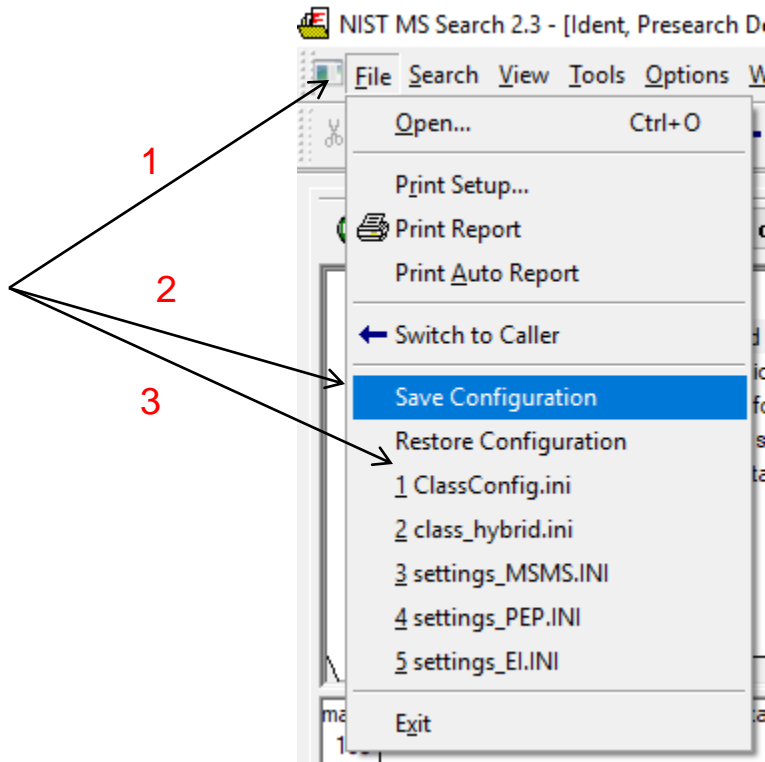 NIST MS Search 2.3 - [Ident, Presearch
File Search View Tools Options
1
Open... Ctrl+O
Print Setup...
Print Report
Print Auto Report
2
Switch to Caller
3
Save Configuration
Restore Configuration
1 ClassConfig.ini
2 class_hybrid.ini
3 settings_MSMS.INI
4 settings_PEP.INI
5 settings_EI.INI
Exit